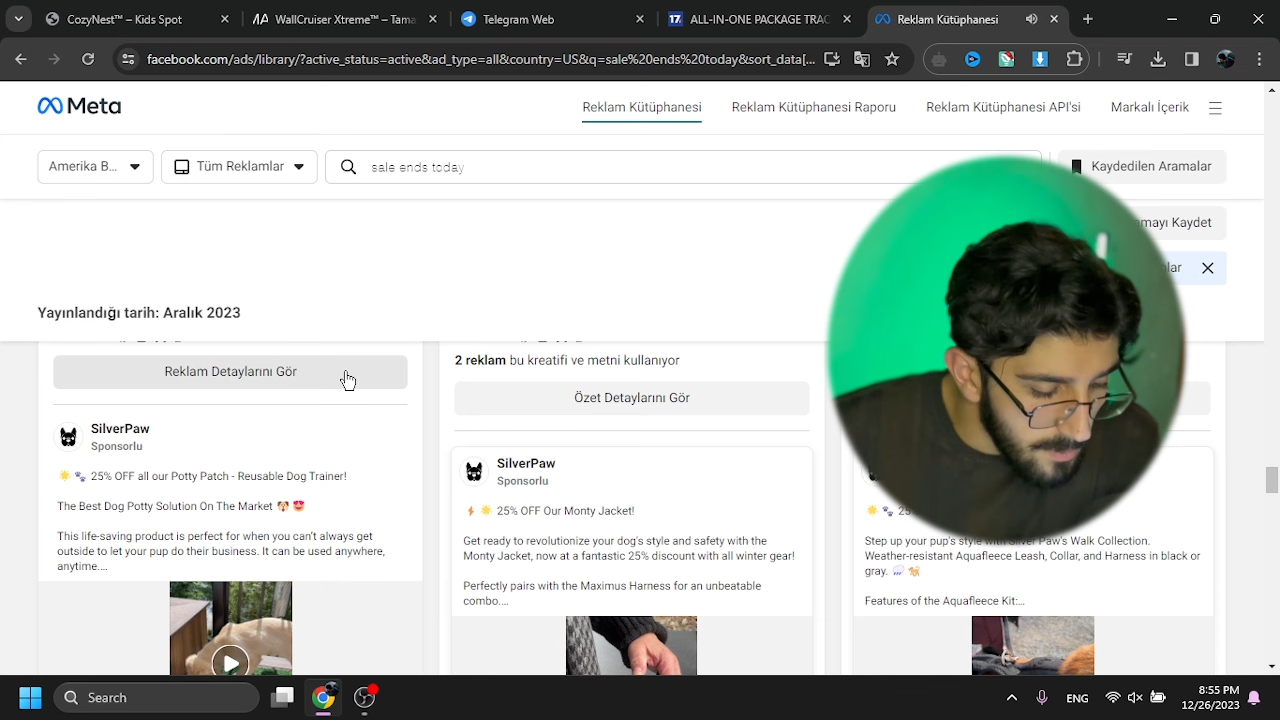 CozyNest™ – Kids Spot
WallCruiser Xtreme™ – Tama
Telegram Web
ALL-IN-ONE PACKAGE TRAC
Reklam Kütüphanesi
facebook.com/ads/library/?active_status=active&ad_type=all&country=US&q=sale%20ends%20today&sort_data[...
Meta
Reklam Kütüphanesi
Reklam Kütüphanesi Raporu
Reklam Kütüphanesi API'si
Markalı İçerik
Amerika B...
Tüm Reklamlar
sale ends today
Kaydedilen Aramalar
mayı Kaydet
lar
Yayınlandığı tarih: Aralık 2023
Reklam Detaylarını Gör
SilverPaw
Sponsorlu
25% OFF all our Potty Patch - Reusable Dog Trainer!
The Best Dog Potty Solution On The Market
This life-saving product is perfect for when you can't always get
outside to let your pup do their business. It can be used anywhere,
anytime....
2 reklam bu kreatifi ve metni kullanıyor
Özet Detaylarını Gör
SilverPaw
Sponsorlu
25% OFF Our Monty Jacket!
Get ready to revolutionize your dog's style and safety with the
Monty Jacket, now at a fantastic 25% discount with all winter gear!
Perfectly pairs with the Maximus Harness for an unbeatable
combo....
25
Step up your pup's style with Silver Paw's Walk Collection.
Weather-resistant Aquafleece Leash, Collar, and Harness in black or
gray.
Features of the Aquafleece Kit:...
Search
ENG
8:55 PM
12/26/2023